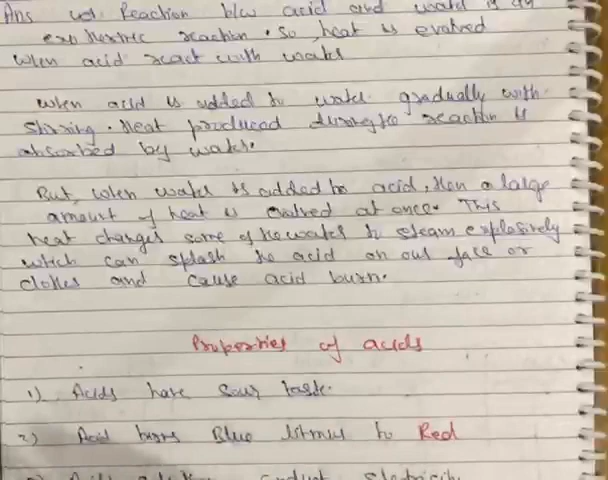 Ans Reaction b/w acid and water is an
exothermic reaction. so, heat is evolved
when acid react with water
when acid is added to water gradually with
stirring. Heat produced during the reaction is
absorbed by water.
But, when water is added to acid, then a large
amount of heat is evolved at once. This
heat changes some of the water to steam explosively
which can splash the acid on our face or
clothes and cause acid burn.
Properties of acids
1) Acids have sour taste.
2) Acid turns Blue litmus to Red
conduct electricity